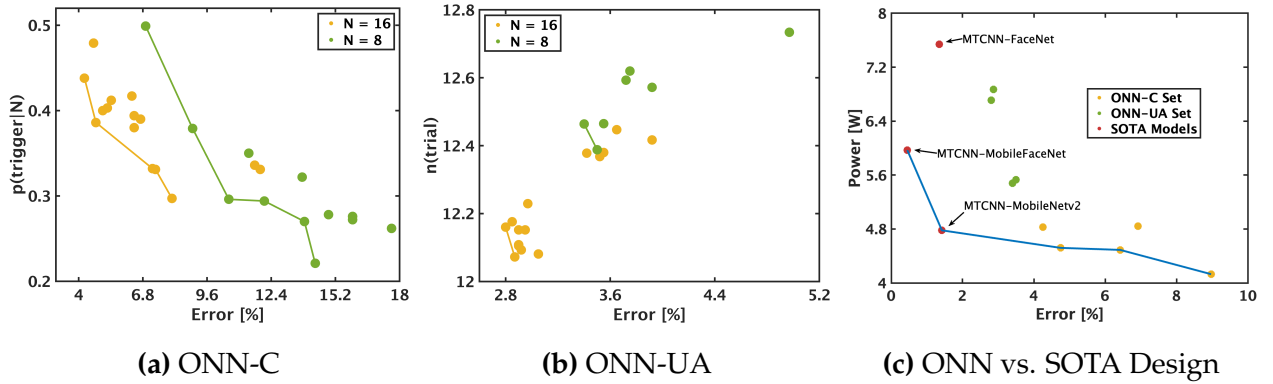 0.5
0.4
0.3
0.2
p(trigger|N)
N = 16
N = 8
4 6.8 9.6 12.4 15.2 18
Error [%]
(a) ONN-C
12.8
12.6
12.4
12.2
12
n(trial)
N = 16
N = 8
2.8 3.6 4.4 5.2
Error [%]
(b) ONN-UA
8
7.2
6.4
5.6
4.8
4
Power [W]
MTCNN-FaceNet
ONN-C Set
ONN-UA Set
SOTA Models
MTCNN-MobileFaceNet
MTCNN-MobileNetv2
0 2 4 6 8 10
Error [%]
(c) ONN vs. SOTA Design